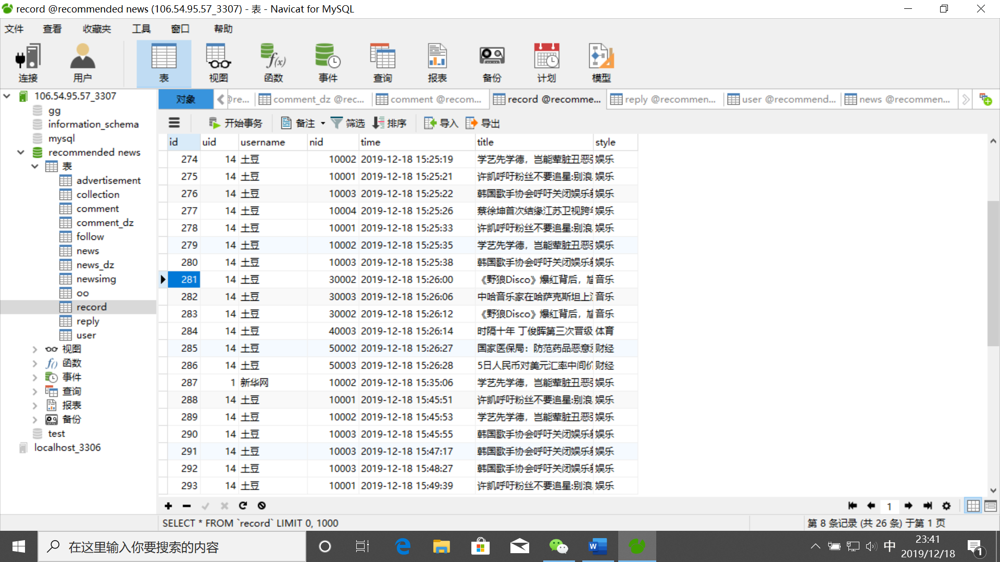 record @recommended news (106.54.95.57_3307) - 表 - Navicat for MySQL
文件 查看 收藏夹 工具 窗口 帮助
连接 用户 表 视图 函数 事件 查询 报表 备份 计划 模型
106.54.95.57_3307
gg
information_schema
mysql
recommended news
表
advertisement
collection
comment
comment_dz
follow
news
news_dz
newsimg
oo
record
reply
user
视图
函数
事件
查询
报表
备份
test
localhost_3306
对象 @re... comment_dz @rec... comment @recom... record @recomme... reply @recommen... user @recommend... news @recommen...
开始事务 备注 筛选 排序 导入 导出
id uid username nid time title style
274 14 土豆 10002 2019-12-18 15:25:19 学艺先学德，岂能荤脏丑恶 娱乐
275 14 土豆 10001 2019-12-18 15:25:21 许凯呼吁粉丝不要追星:别浪 娱乐
276 14 土豆 10003 2019-12-18 15:25:22 韩国歌手协会呼吁关闭娱乐 娱乐
277 14 土豆 10004 2019-12-18 15:25:26 蔡徐坤首次结缘江苏卫视跨 娱乐
278 14 土豆 10001 2019-12-18 15:25:33 许凯呼吁粉丝不要追星:别浪 娱乐
279 14 土豆 10002 2019-12-18 15:25:35 学艺先学德，岂能荤脏丑恶 娱乐
280 14 土豆 10003 2019-12-18 15:25:38 韩国歌手协会呼吁关闭娱乐 娱乐
281 14 土豆 30002 2019-12-18 15:26:00 《野狼Disco》爆红背后， 音乐
282 14 土豆 30003 2019-12-18 15:26:06 中哈音乐家在哈萨克斯坦上 音乐
283 14 土豆 30002 2019-12-18 15:26:12 《野狼Disco》爆红背后， 音乐
284 14 土豆 40003 2019-12-18 15:26:14 时隔十年 丁俊晖第三次晋级 体育
285 14 土豆 50002 2019-12-18 15:26:27 国家医保局：防范药品恶意 财经
286 14 土豆 50003 2019-12-18 15:26:28 5日人民币对美元汇率中间价 财经
287 1 新华网 10002 2019-12-18 15:35:06 学艺先学德，岂能荤脏丑恶 娱乐
288 14 土豆 10001 2019-12-18 15:45:51 许凯呼吁粉丝不要追星:别浪 娱乐
289 14 土豆 10002 2019-12-18 15:45:53 学艺先学德，岂能荤脏丑恶 娱乐
290 14 土豆 10003 2019-12-18 15:45:55 韩国歌手协会呼吁关闭娱乐 娱乐
291 14 土豆 10003 2019-12-18 15:47:17 韩国歌手协会呼吁关闭娱乐 娱乐
292 14 土豆 10003 2019-12-18 15:48:27 韩国歌手协会呼吁关闭娱乐 娱乐
293 14 土豆 10001 2019-12-18 15:49:39 许凯呼吁粉丝不要追星:别浪 娱乐
1
SELECT * FROM `record` LIMIT 0, 1000
第 8 条记录 (共 26 条) 于第 1 页
在这里输入你要搜索的内容
中
23:41
2019/12/18
1